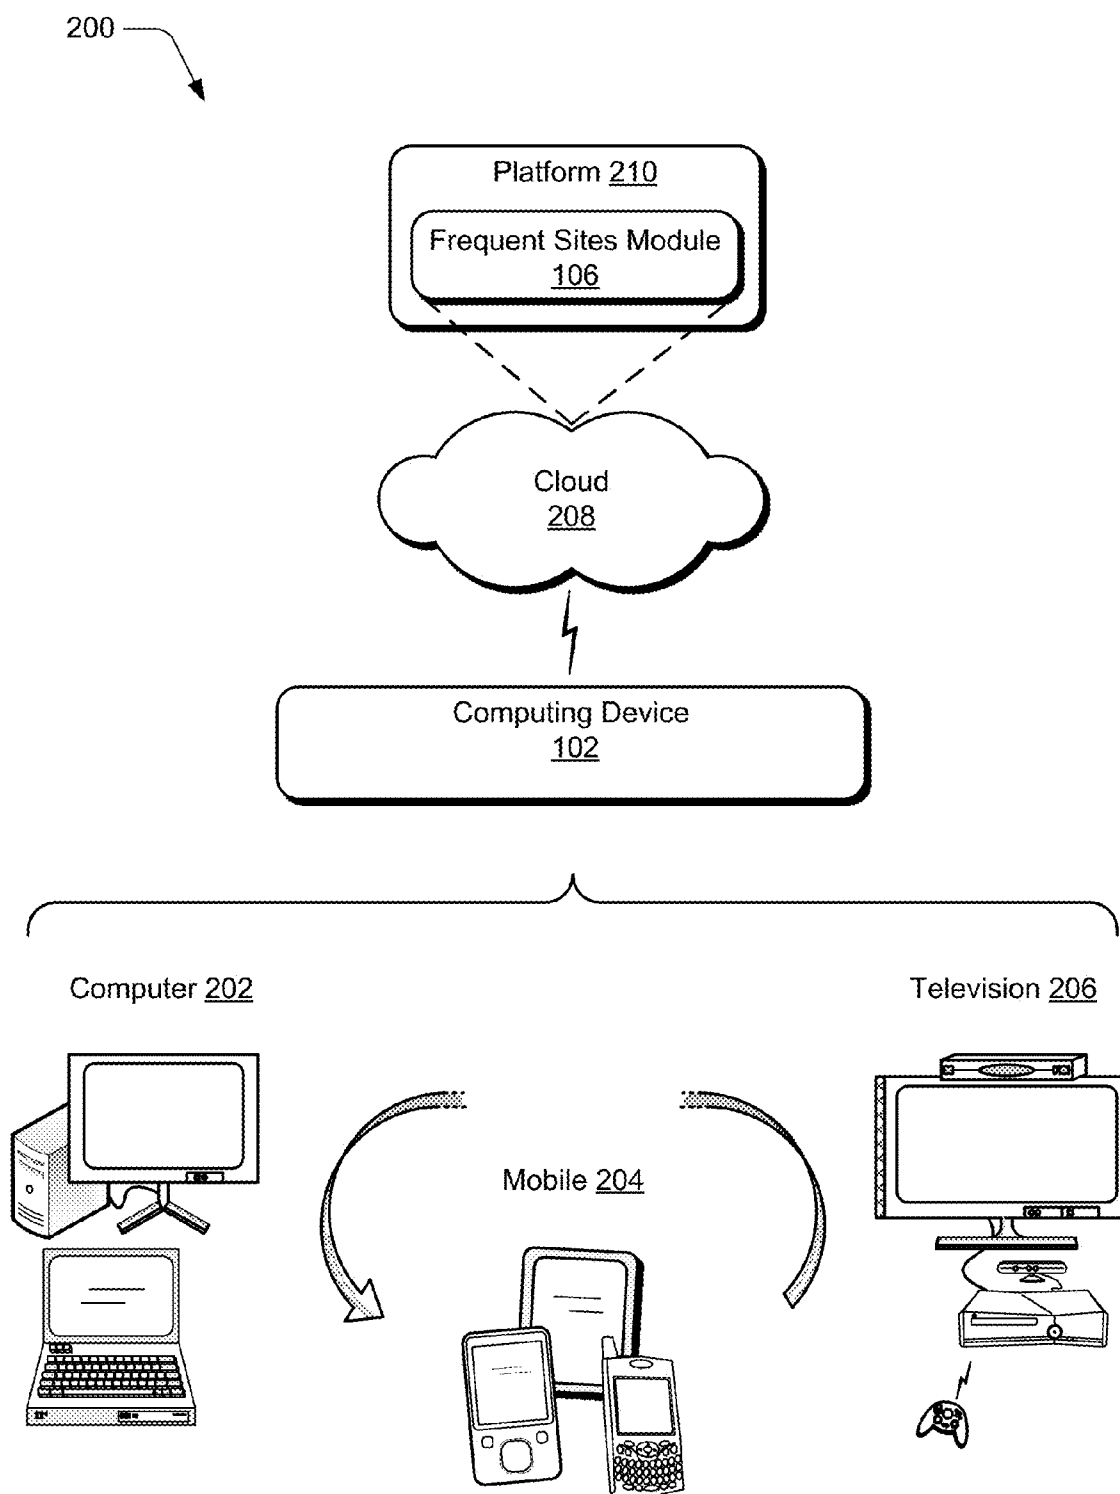 200
Platform 210
Frequent Sites Module
106
Cloud
208
Computing Device
102
Computer 202
Television 206
Mobile 204